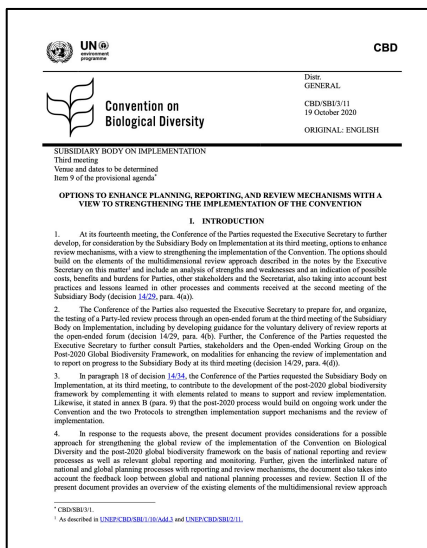 UN
environment
programme
CBD
Distr.
GENERAL
CBD/SBI/3/11
19 October 2020
ORIGINAL: ENGLISH
Convention on
Biological Diversity
SUBSIDIARY BODY ON IMPLEMENTATION
Third meeting
Venue and dates to be determined
Item 9 of the provisional agenda*
OPTIONS TO ENHANCE PLANNING, REPORTING, AND REVIEW MECHANISMS WITH A
VIEW TO STRENGTHENING THE IMPLEMENTATION OF THE CONVENTION
I. INTRODUCTION
1. At its fourteenth meeting, the Conference of the Parties requested the Executive Secretary to further
develop, for consideration by the Subsidiary Body on Implementation at its third meeting, options to enhance
review mechanisms, with a view to strengthening the implementation of the Convention. The options should
build on the elements of the multidimensional review approach described in the notes by the Executive
Secretary on this matter1 and include an analysis of strengths and weaknesses and an indication of possible
costs, benefits and burdens for Parties, other stakeholders and the Secretariat, also taking into account best
practices and lessons learned in other processes and comments received at the second meeting of the
Subsidiary Body (decision 14/29, para. 4(a)).
2. The Conference of the Parties also requested the Executive Secretary to prepare for, and organize,
the testing of a Party-led review process through an open-ended forum at the third meeting of the Subsidiary
Body on Implementation, including by developing guidance for the voluntary delivery of review reports at
the open-ended forum (decision 14/29, para. 4(b). Further, the Conference of the Parties requested the
Executive Secretary to further consult Parties, stakeholders and the Open-ended Working Group on the
Post-2020 Global Biodiversity Framework, on modalities for enhancing the review of implementation and
to report on progress to the Subsidiary Body at its third meeting (decision 14/29, para. 4(d)).
3. In paragraph 18 of decision 14/34, the Conference of the Parties requested the Subsidiary Body on
Implementation, at its third meeting, to contribute to the development of the post-2020 global biodiversity
framework by complementing it with elements related to means to support and review implementation.
Likewise, it stated in annex B (para. 9) that the post-2020 process would build on ongoing work under the
Convention and the two Protocols to strengthen implementation support mechanisms and the review of
implementation.
4. In response to the requests above, the present document provides considerations for a possible
approach for strengthening the global review of the implementation of the Convention on Biological
Diversity and the post-2020 global biodiversity framework on the basis of national reporting and review
processes as well as relevant global reporting and monitoring. Further, given the interlinked nature of
national and global planning processes with reporting and review mechanisms, the document also takes into
account the feedback loop between global and national planning processes and review. Section II of the
present document provides an overview of the existing elements of the multidimensional review approach
* CBD/SBI/3/1.
1 As described in UNEP/CBD/SBI/1/10/Add.3 and UNEP/CBD/SBI/2/11.